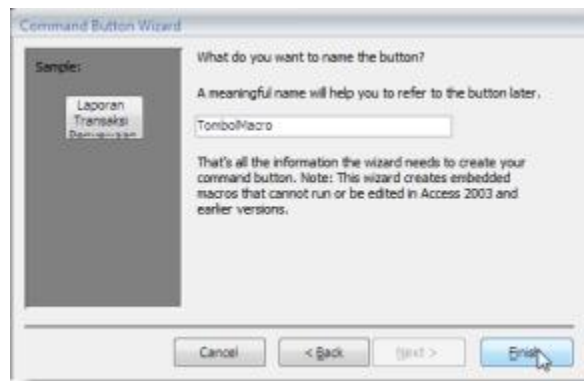 Command Button Wizard
Sample:
What do you want to name the button?
A meaningful name will help you to refer to the button later.
Laporan
Transaksi
TombolMacro
That's all the information the wizard needs to create your
command button. Note: This wizard creates embedded
macros that cannot run or be edited in Access 2003 and
earlier versions.
Cancel
< Back
Next >
Finish